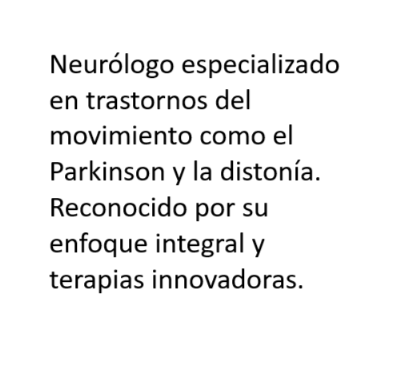 Neurólogo especializado
en trastornos del
movimiento como el
Parkinson y la distonía.
Reconocido por su
enfoque integral y
terapias innovadoras.